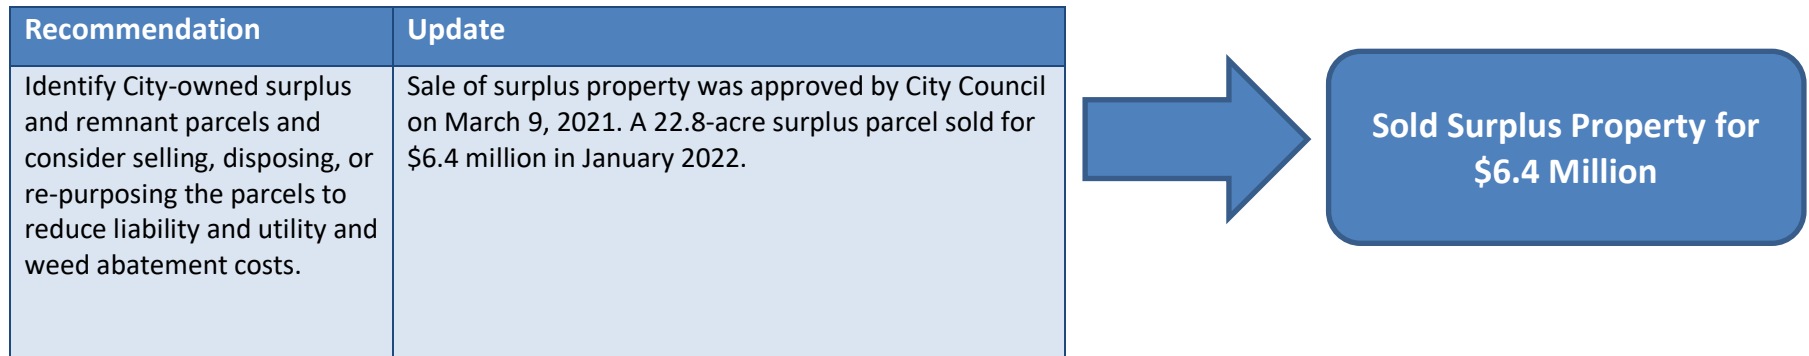 Recommendation
Update
Identify City-owned surplus
and remnant parcels and
consider selling, disposing, or
re-purposing the parcels to
reduce liability and utility and
weed abatement costs.
Sale of surplus property was approved by City Council
on March 9, 2021. A 22.8-acre surplus parcel sold for
$6.4 million in January 2022.
Sold Surplus Property for
$6.4 Million